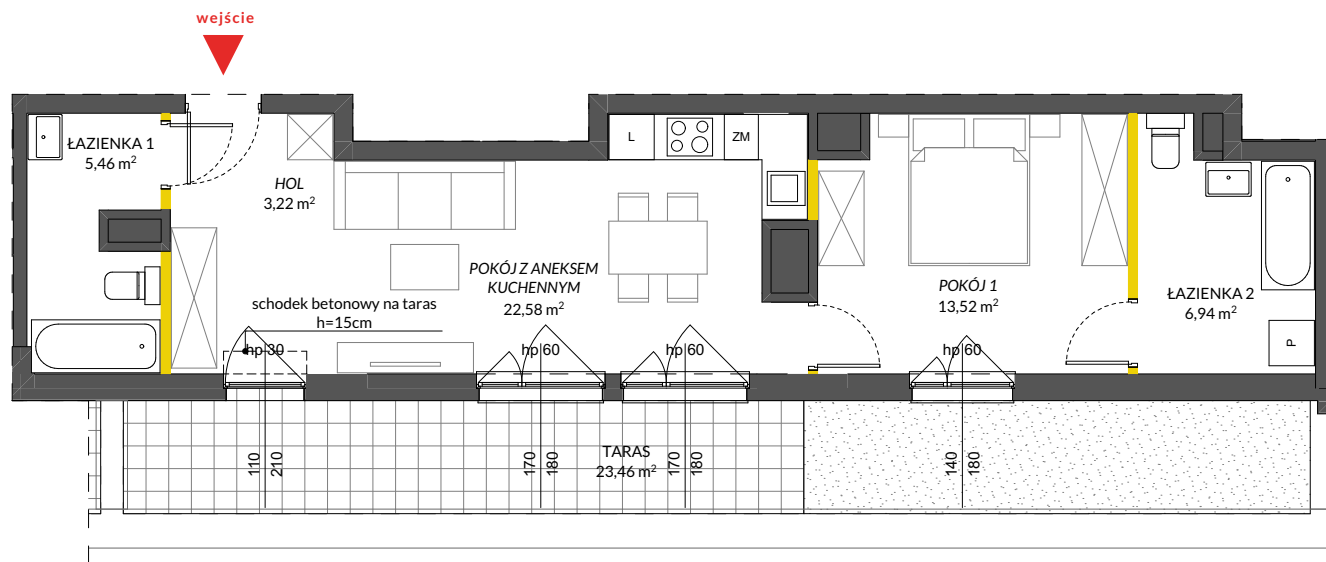 wejście
ŁAZIENKA 1
5,46 m²
HOL
3,22 m²
L
ZM
POKÓJ Z ANEKSEM
KUCHENNYM
22,58 m²
schodek betonowy na taras
h=15cm
POKÓJ 1
13,52 m²
ŁAZIENKA 2
6,94 m²
P
hp 30
hp 60
hp 60
hp 60
TARAS
23,46 m²
110
210
170
180
170
180
140
180